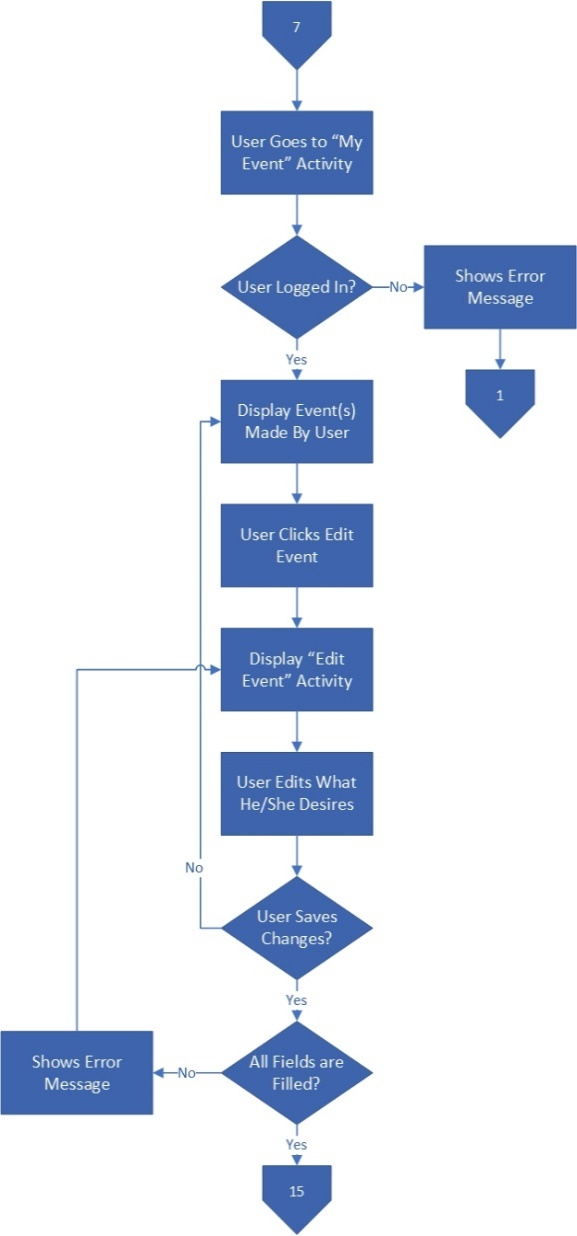 7
User Goes to “My
Event” Activity
User Logged In?
No
Shows Error
Message
1
Yes
Display Event(s)
Made By User
User Clicks Edit
Event
Display “Edit
Event” Activity
User Edits What
He/She Desires
No
User Saves
Changes?
Yes
All Fields are
Filled?
No
Shows Error
Message
Yes
15